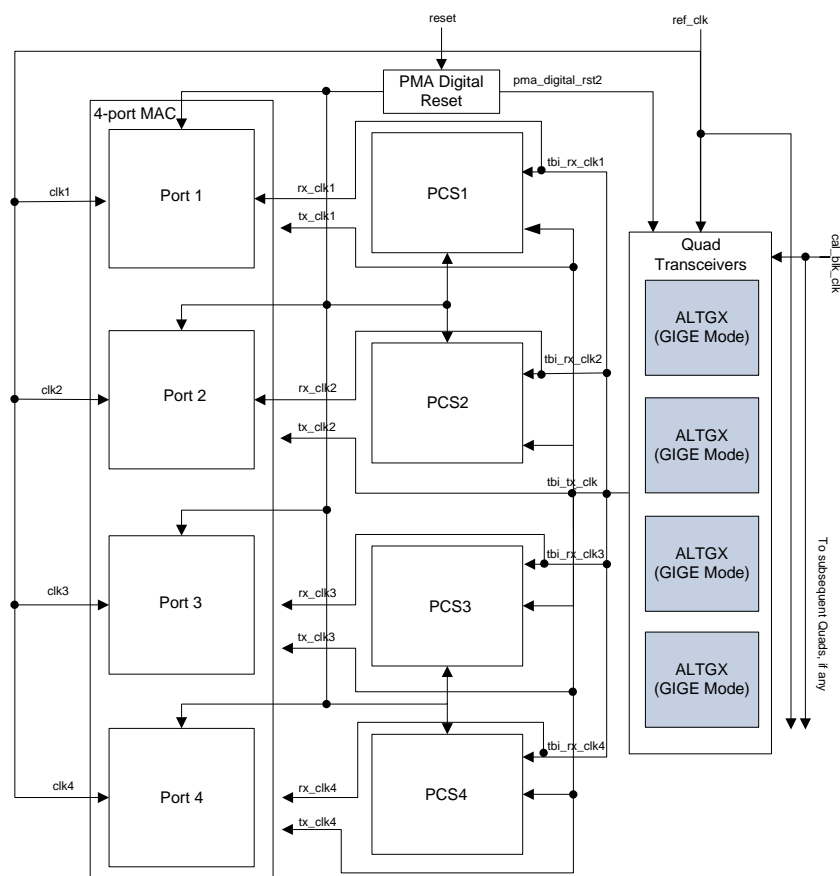 reset
ref_clk
PMA Digital
Reset
pma_digital_rst2
4-port MAC
Port 1
clk1
rx_clk1
tx_clk1
PCS1
tbi_rx_clk1
Quad
Transceivers
cal_blk_clk
ALTGX
(GIGE Mode)
Port 2
clk2
rx_clk2
tx_clk2
PCS2
tbi_rx_clk2
ALTGX
(GIGE Mode)
tbi_tx_clk
Port 3
clk3
rx_clk3
tx_clk3
PCS3
tbi_rx_clk3
ALTGX
(GIGE Mode)
To subsequent Quads, if any
ALTGX
(GIGE Mode)
Port 4
clk4
rx_clk4
tx_clk4
PCS4
tbi_rx_clk4